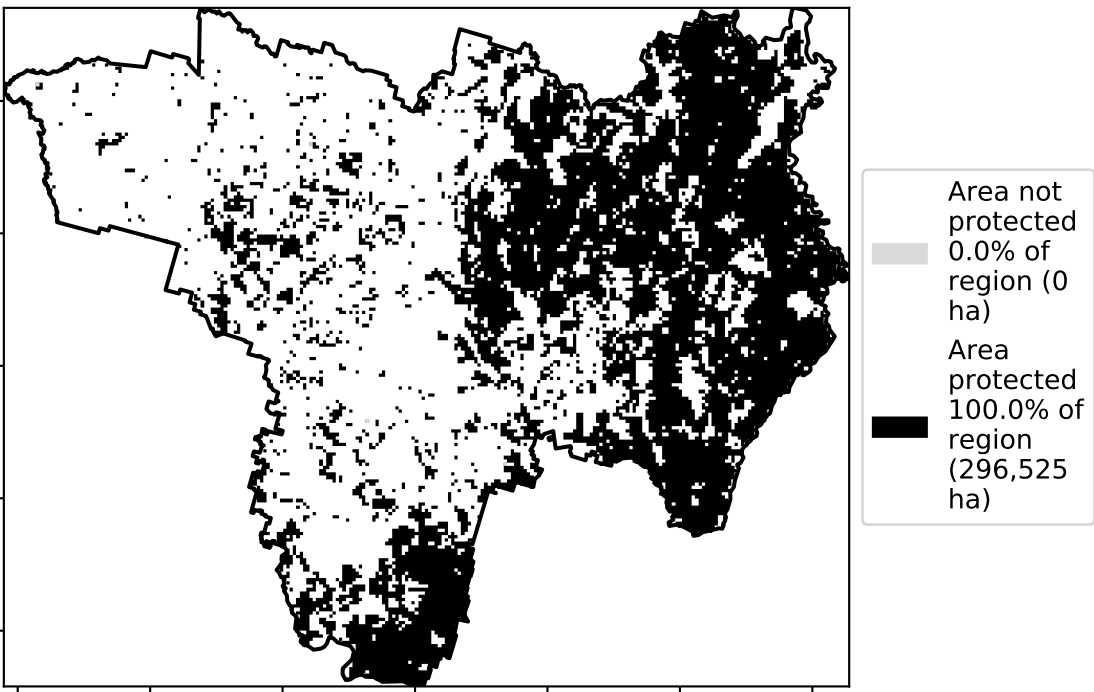 Area not
protected
0.0% of
region (0
ha)
Area
protected
100.0% of
region
(296,525
ha)